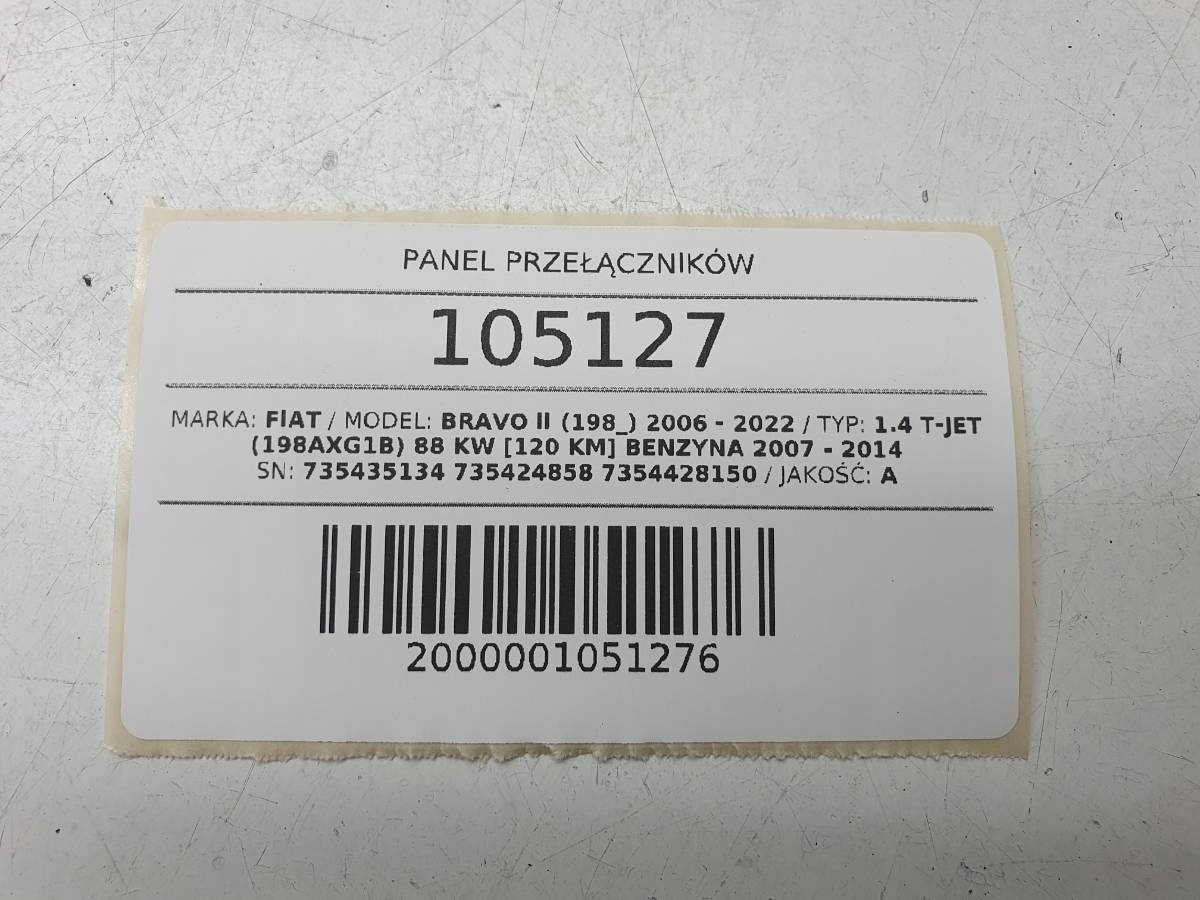 PANEL PRZEŁĄCZNIKÓW
105127
MARKA: FIAT / MODEL: BRAVO II (198_) 2006 - 2022 / TYP: 1.4 T-JET
(198AXG1B) 88 KW [120 KM] BENZYNA 2007 - 2014
SN: 735435134 735424858 7354428150 / JAKOŚĆ: A
2000001051276